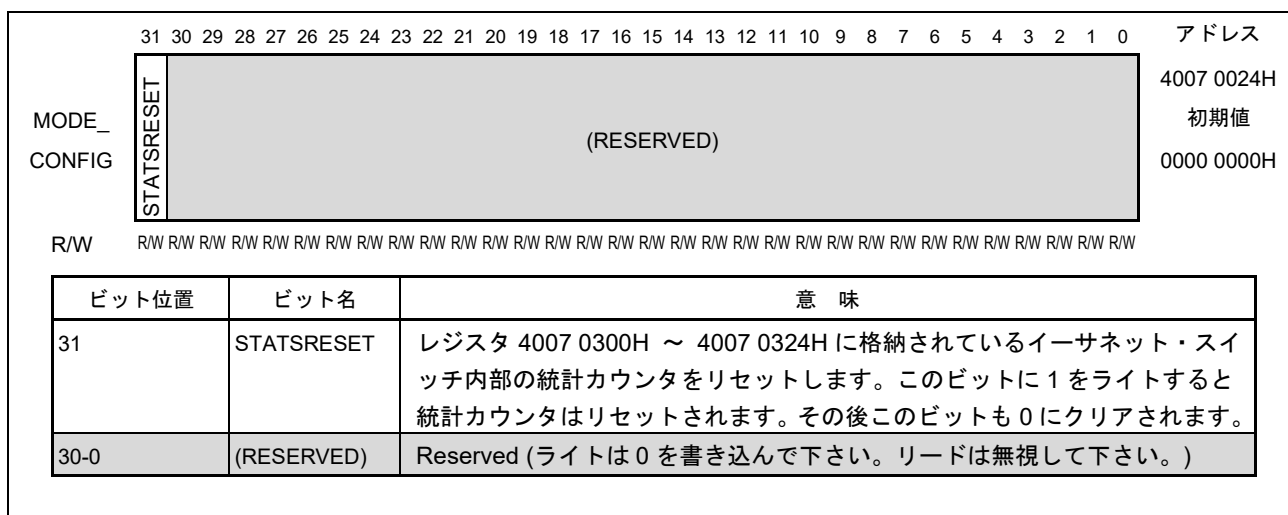 31 30 29 28 27 26 25 24 23 22 21 20 19 18 17 16 15 14 13 12 11 10 9 8 7 6 5 4 3 2 1 0 アドレス
MODE_
CONFIG
STATSRESET
(RESERVED)
4007 0024H
初期値
0000 0000H
R/W R/W R/W R/W R/W R/W R/W R/W R/W R/W R/W R/W R/W R/W R/W R/W R/W R/W R/W R/W R/W R/W R/W R/W R/W R/W R/W R/W R/W R/W R/W R/W R/W
ビット位置 ビット名 意 味
31 STATSRESET レジスタ 4007 0300H ～ 4007 0324H に格納されているイーサネット・スイ
ッチ内部の統計カウンタをリセットします。このビットに 1 をライトすると
統計カウンタはリセットされます。その後このビットも 0 にクリアされます。
30-0 (RESERVED) Reserved (ライトは 0 を書き込んで下さい。リードは無視して下さい。)